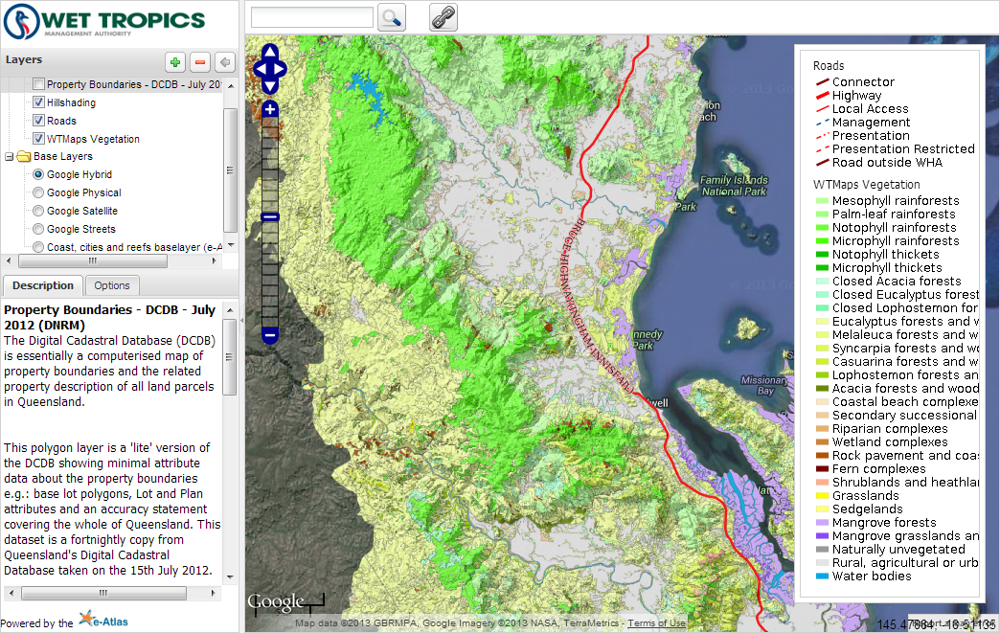 WET TROPICS
MANAGEMENT AUTHORITY
Layers
Property Boundaries - DCDB - July 20
Hillshading
Roads
WTMaps Vegetation
Base Layers
Google Hybrid
Google Physical
Google Satellite
Google Streets
Coast, cities and reefs baselayer (e-A
Description
Options
Property Boundaries - DCDB - July
2012 (DNRM)
The Digital Cadastral Database (DCDB)
is essentially a computerised map of
property boundaries and the related
property description of all land parcels
in Queensland.
This polygon layer is a 'lite' version of
the DCDB showing minimal attribute
data about the property boundaries
e.g.: base lot polygons, Lot and Plan
attributes and an accuracy statement
covering the whole of Queensland. This
dataset is a fortnightly copy from
Queensland's Digital Cadastral
Database taken on the 15th July 2012.
Powered by the
e-Atlas
ion
ach
Family Islands
National Park
Park
BRUCE HIGHWAY(INGHAM-INNISFAIL)
nnedy
Park
well
Missionary
Bay
Google
Map data ©2013 GBRMPA, Google Imagery ©2013 NASA, TerraMetrics - Terms of Use
Roads
Connector
Highway
Local Access
Management
Presentation
Presentation Restricted
Road outside WHA
WTMaps Vegetation
Mesophyll rainforests
Palm-leaf rainforests
Notophyll rainforests
Microphyll rainforests
Notophyll thickets
Microphyll thickets
Closed Acacia forests
Closed Eucalyptus forest
Closed Lophostemon for
Eucalyptus forests and w
Melaleuca forests and w
Syncarpia forests and wo
Casuarina forests and w
Lophostemon forests an
Acacia forests and wood
Coastal beach complexe
Secondary successional
Riparian complexes
Wetland complexes
Rock pavement and coas
Fern complexes
Shrublands and heathlan
Grasslands
Sedgelands
Mangrove forests
Mangrove grasslands an
Naturally unvegetated
Rural, agricultural or urb
Water bodies